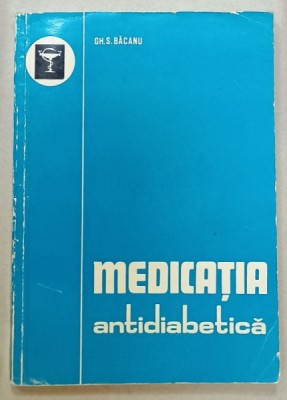 GH. S. BĂCANU
MEDICAȚIA
antidiabetică